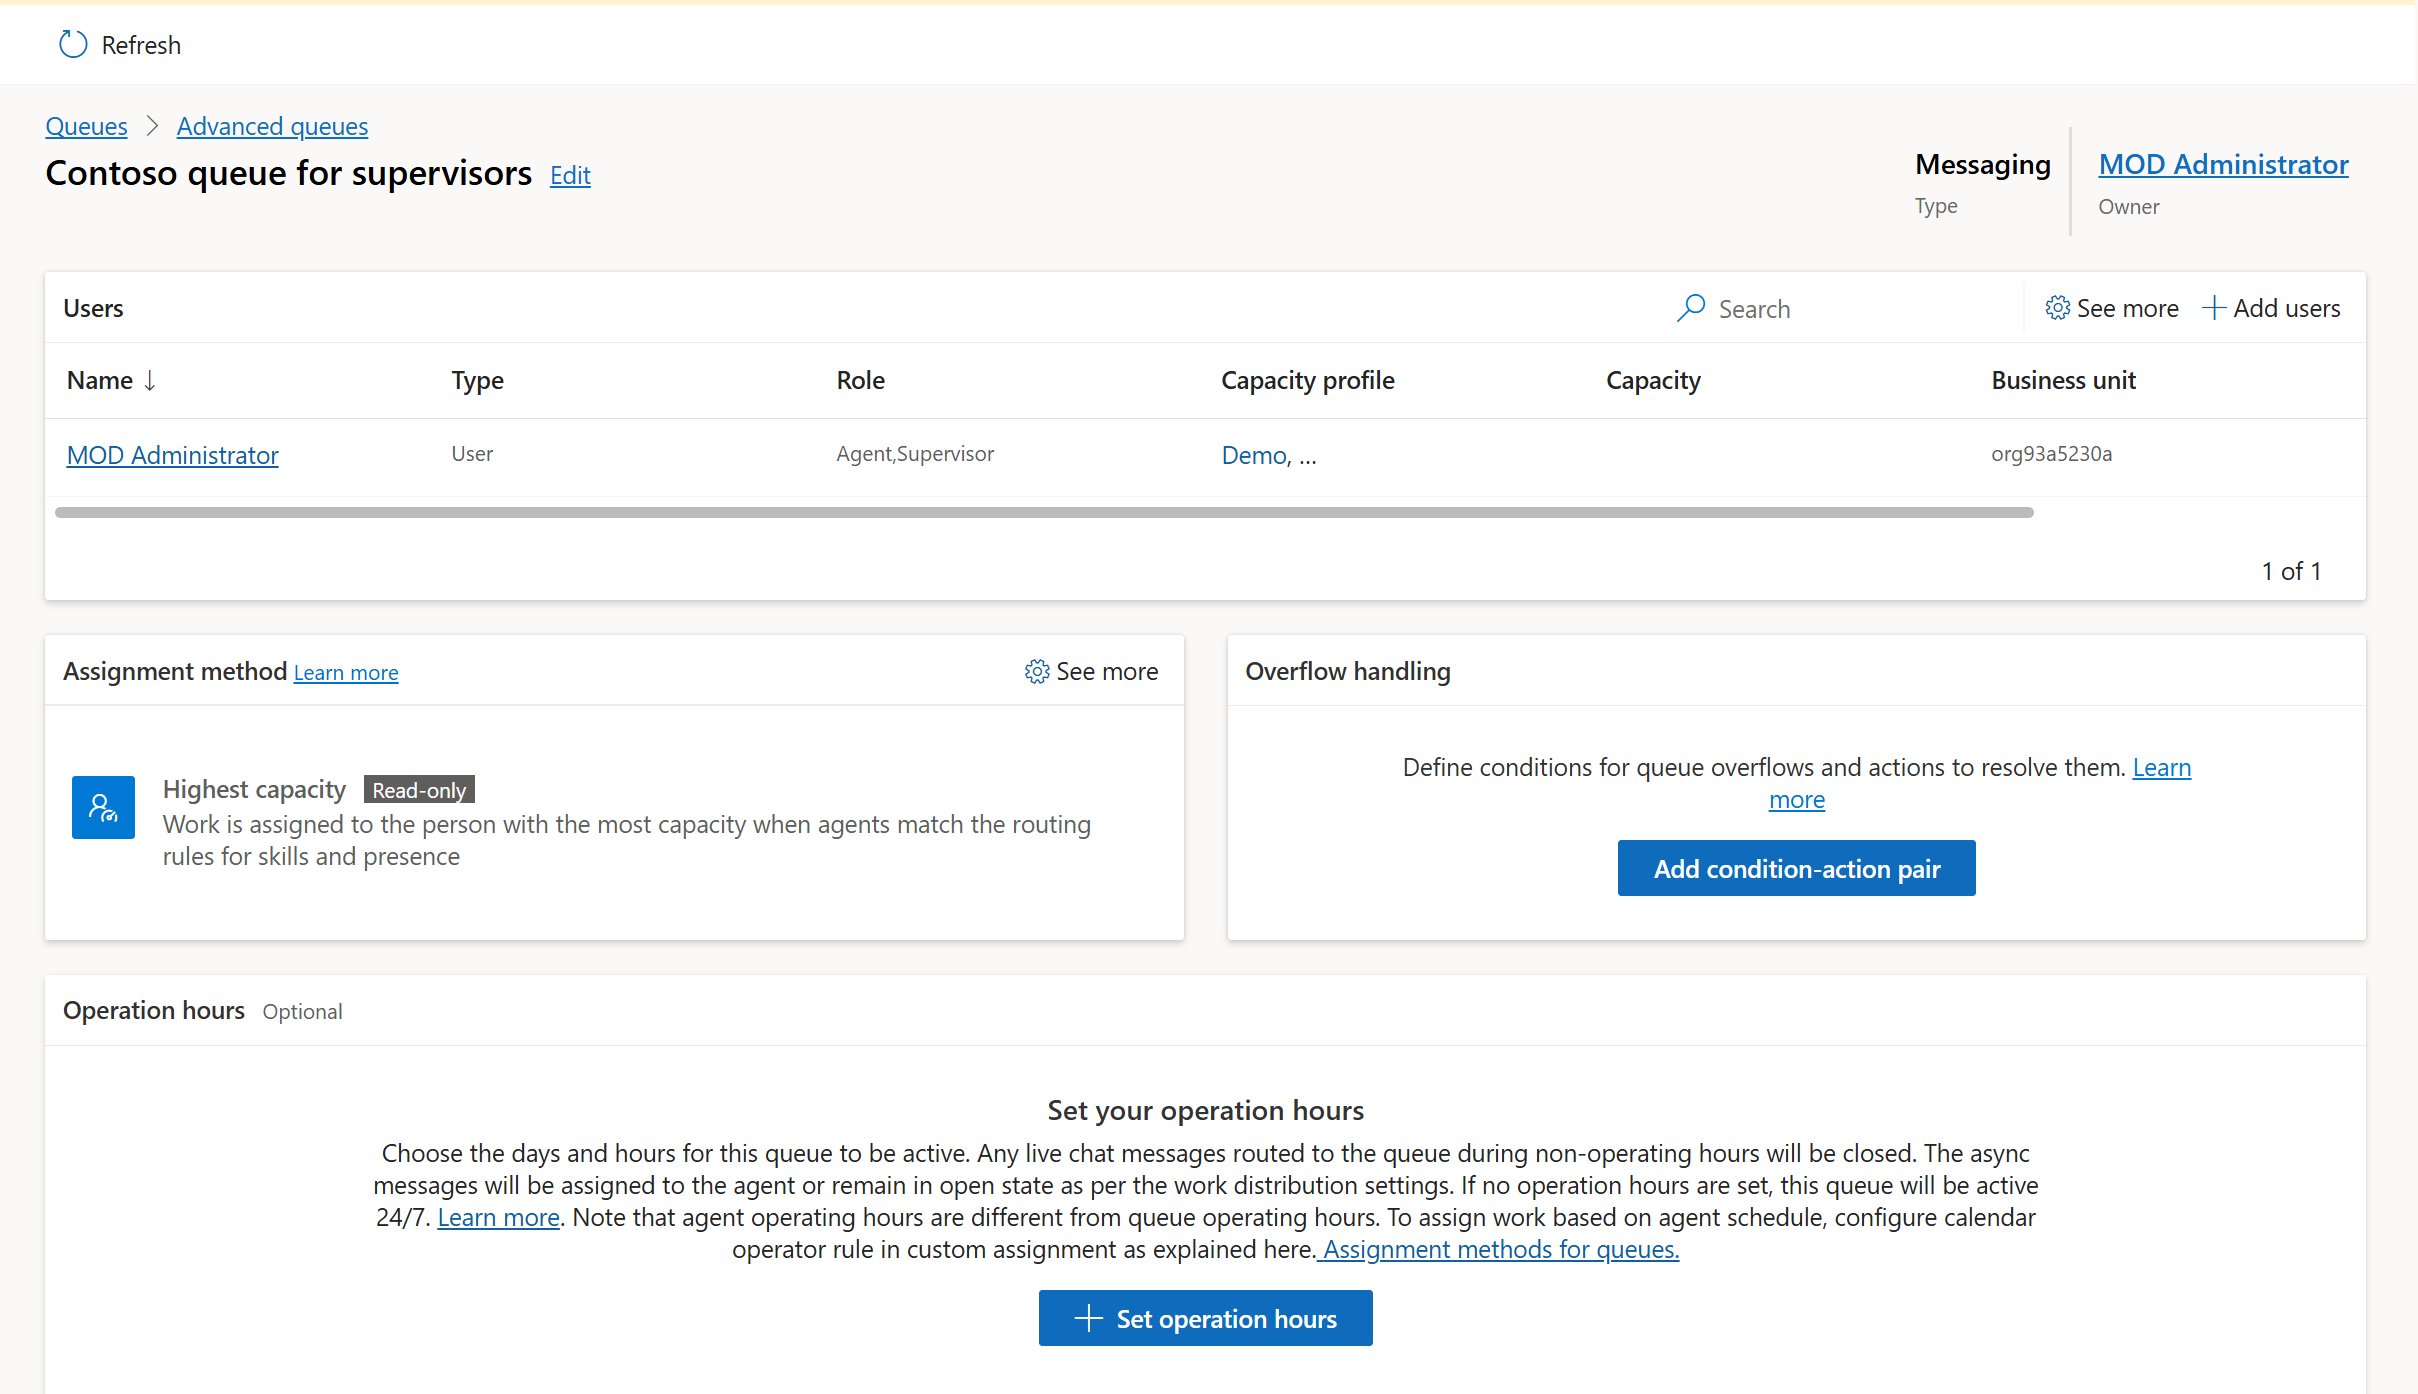 Refresh
Queues > Advanced queues
Contoso queue for supervisors Edit
Messaging
Type
MOD Administrator
Owner
Users
Search
See more
Add users
Name ↓ Type Role Capacity profile Capacity Business unit
MOD Administrator User Agent,Supervisor Demo, ... org93a5230a
1 of 1
Assignment method Learn more
See more
Highest capacity Read-only
Work is assigned to the person with the most capacity when agents match the routing
rules for skills and presence
Overflow handling
Define conditions for queue overflows and actions to resolve them. Learn
more
Add condition-action pair
Operation hours Optional
Set your operation hours
Choose the days and hours for this queue to be active. Any live chat messages routed to the queue during non-operating hours will be closed. The async
messages will be assigned to the agent or remain in open state as per the work distribution settings. If no operation hours are set, this queue will be active
24/7. Learn more. Note that agent operating hours are different from queue operating hours. To assign work based on agent schedule, configure calendar
operator rule in custom assignment as explained here. Assignment methods for queues.
Set operation hours